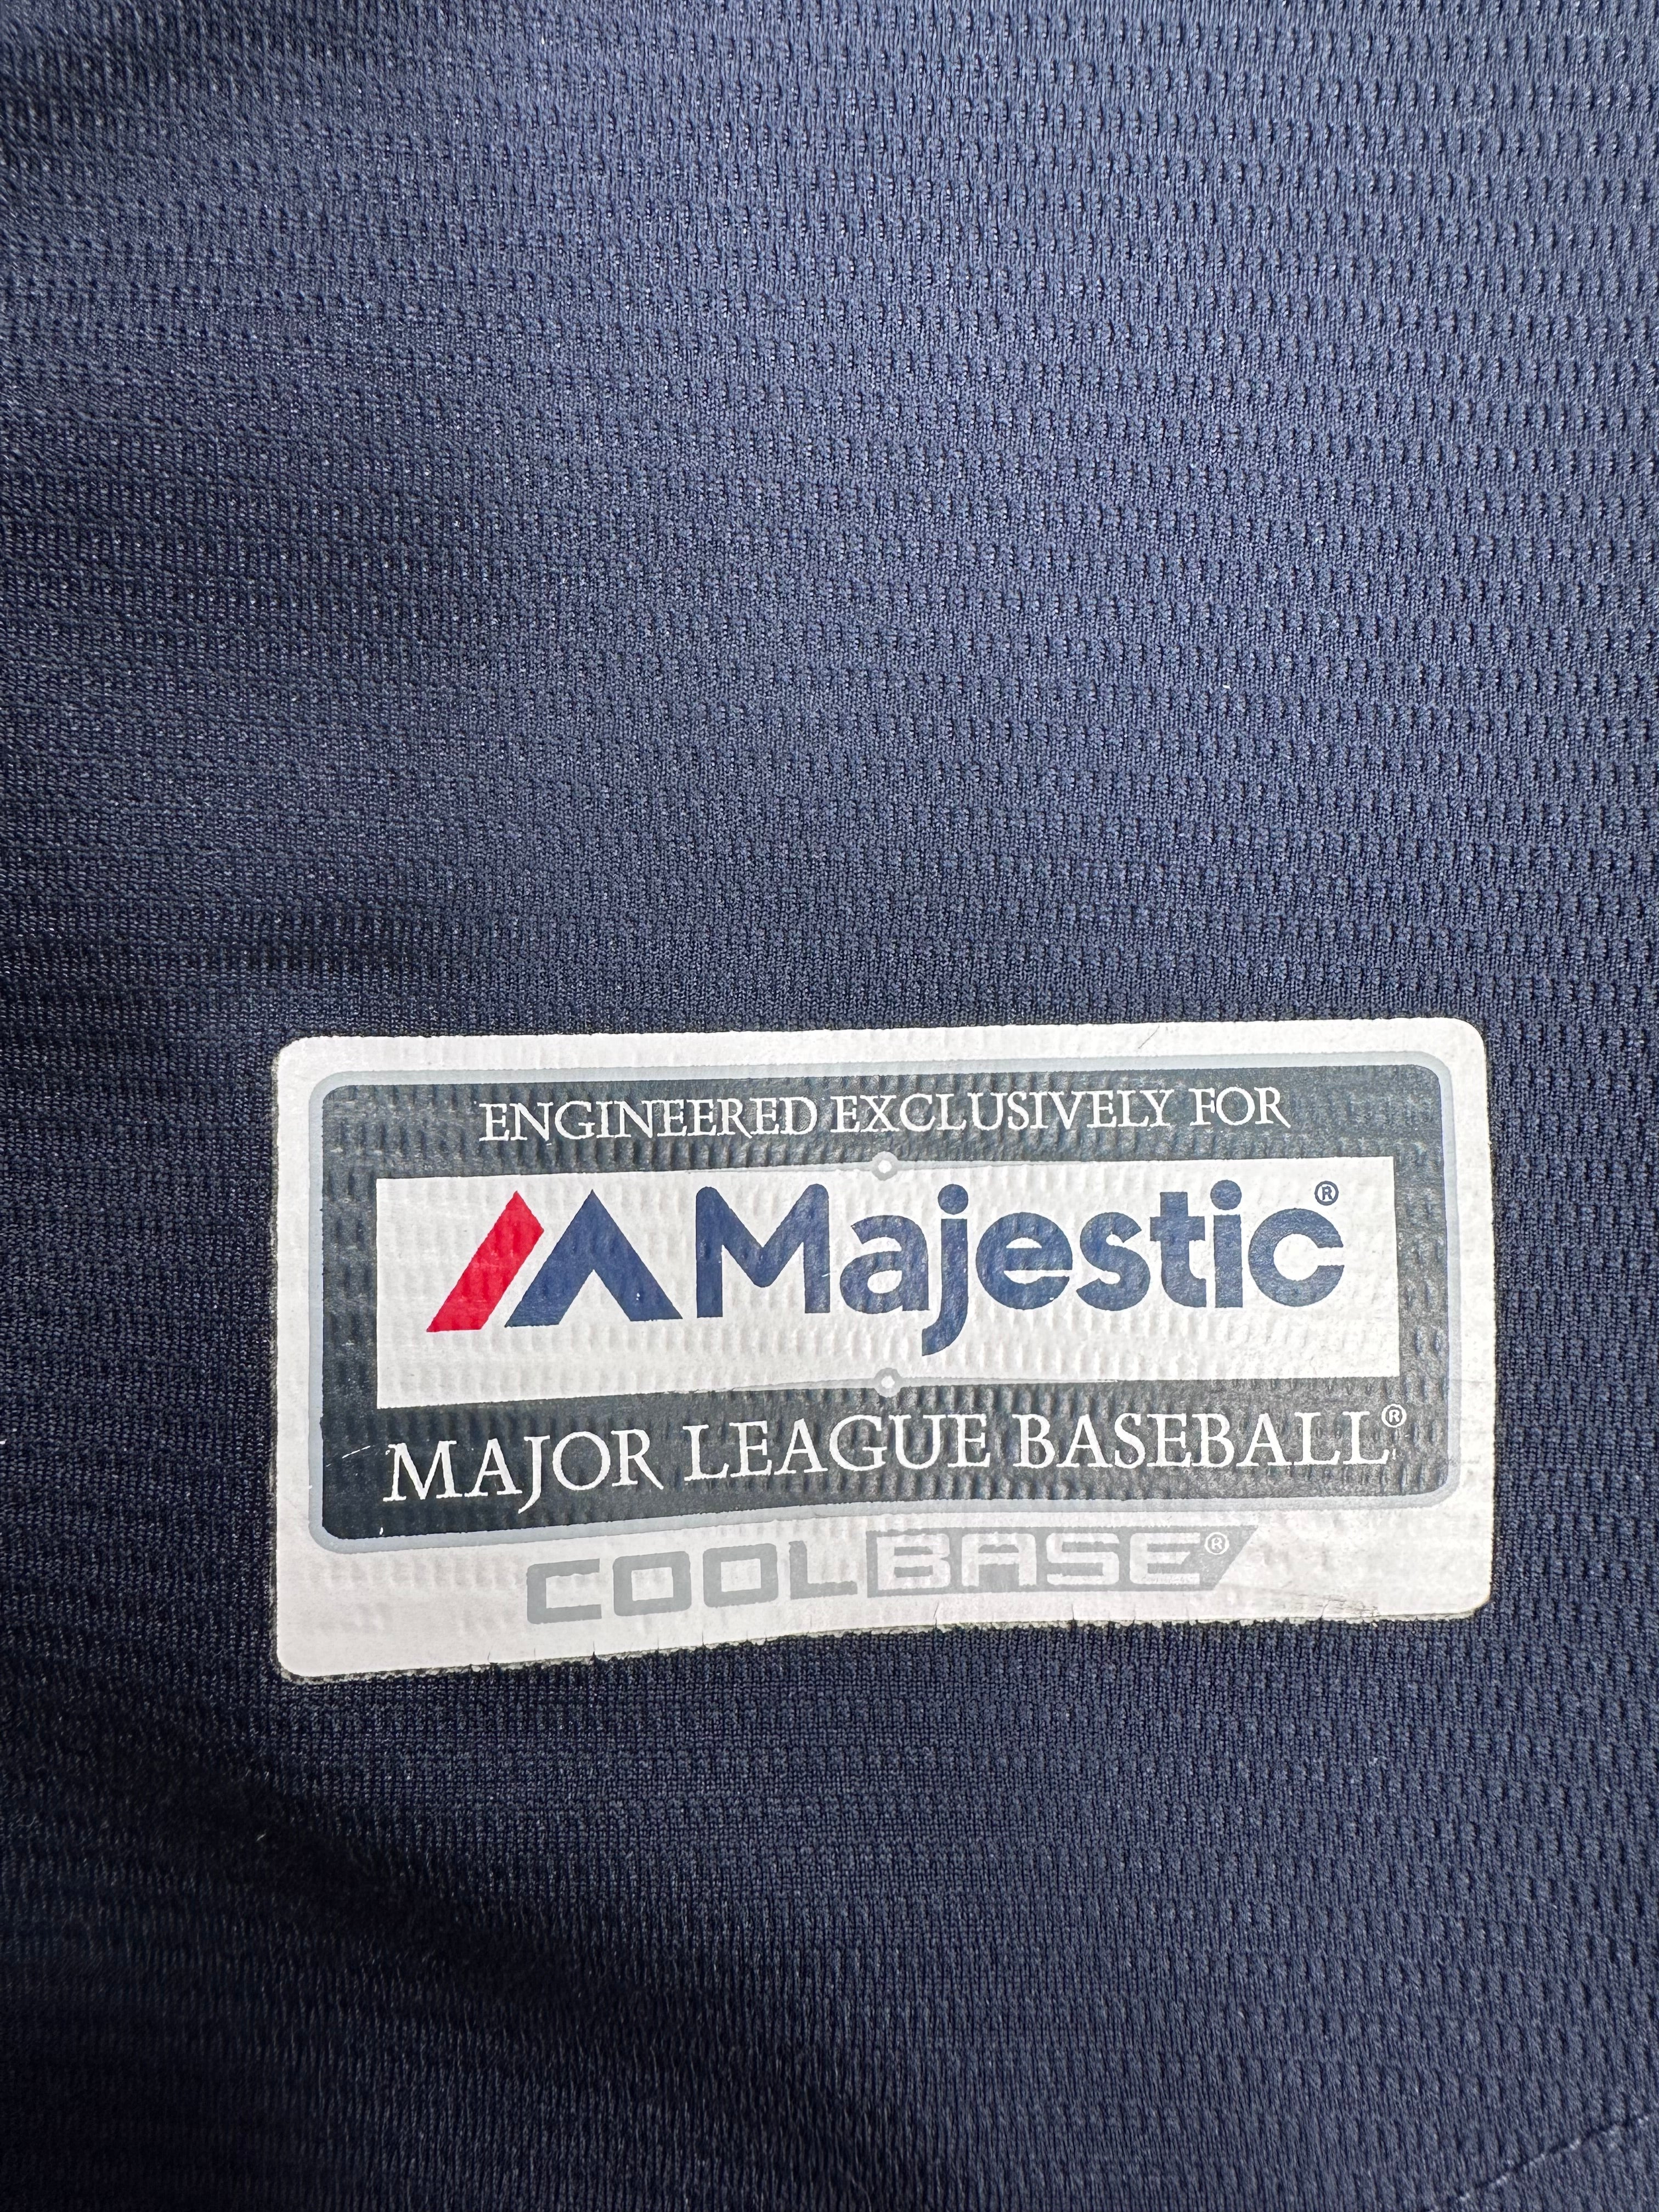 ENGINEERED EXCLUSIVELY FOR
Majestic®
MAJOR LEAGUE BASEBALL®
COOLBASE®